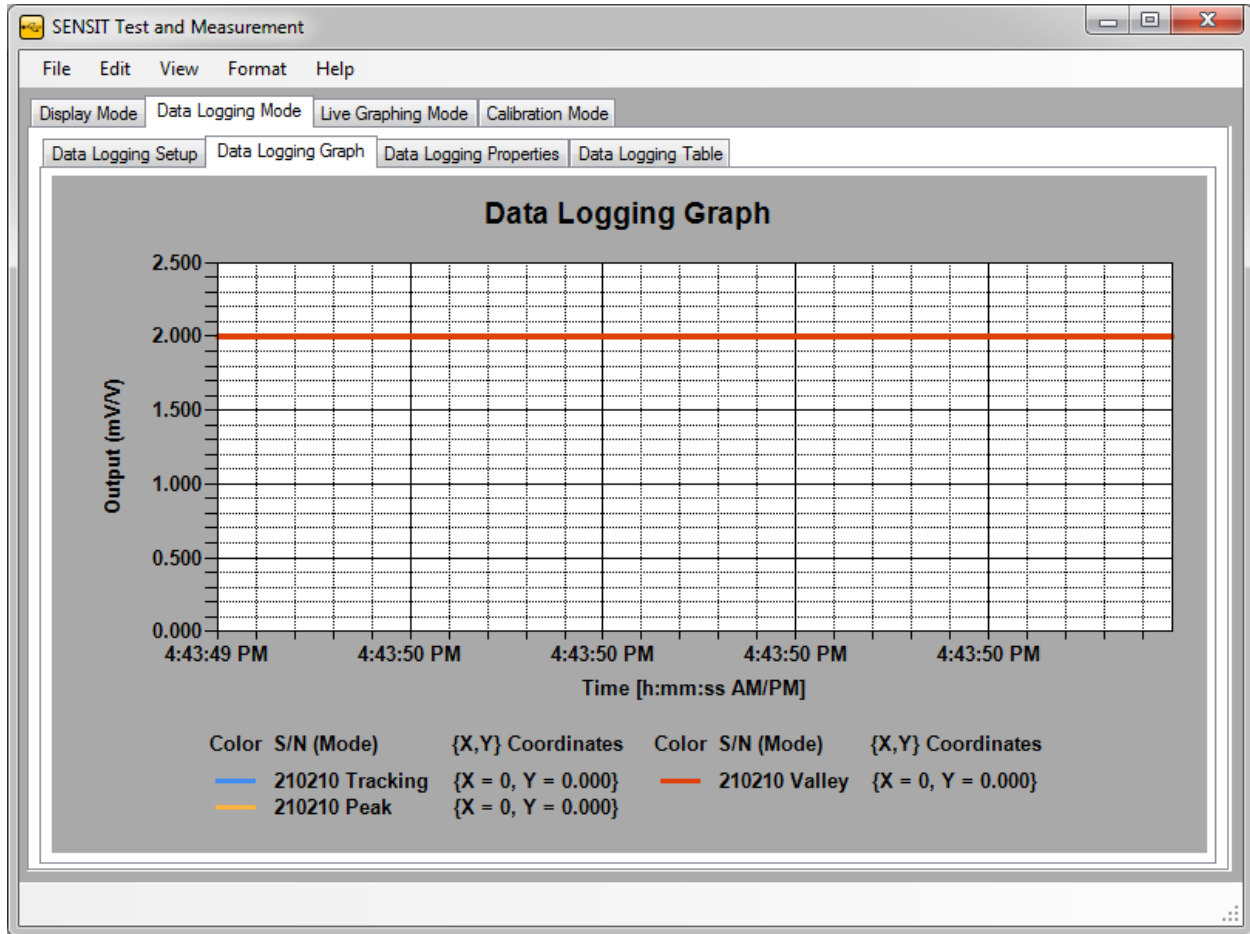 SENSIT Test and Measurement
File Edit View Format Help
Display Mode Data Logging Mode Live Graphing Mode Calibration Mode
Data Logging Setup Data Logging Graph Data Logging Properties Data Logging Table
Data Logging Graph
2.500
2.000
1.500
1.000
0.500
0.000
Output (mV/V)
4:43:49 PM 4:43:50 PM 4:43:50 PM 4:43:50 PM 4:43:50 PM
Time [h:mm:ss AM/PM]
Color S/N (Mode) {X,Y} Coordinates Color S/N (Mode) {X,Y} Coordinates
210210 Tracking {X = 0, Y = 0.000} 210210 Valley {X = 0, Y = 0.000}
210210 Peak {X = 0, Y = 0.000}